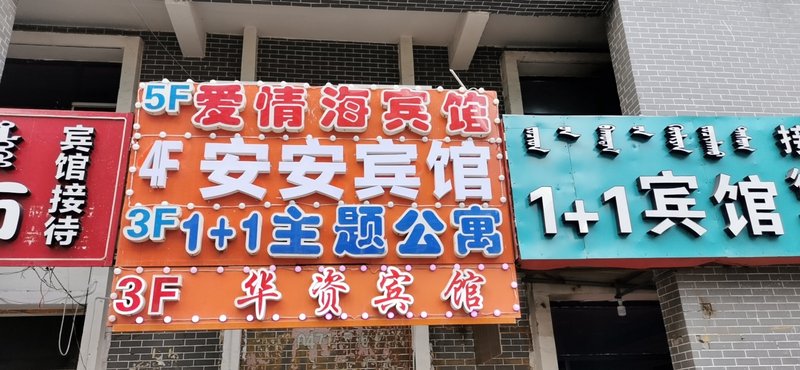 5F 爱情海宾馆
4F 安安宾馆
3F 1+1主题公寓
3F 华资宾馆
宾馆接待
1+1宾馆